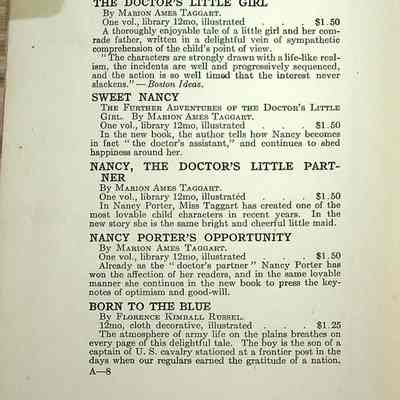 THE DOCTOR'S LITTLE GIRL
By Marion Ames Taggart.
One vol., library 12mo, illustrated . . . $1.50
A thoroughly enjoyable tale of a little girl and her com-
rade father, written in a delightful vein of sympathetic
comprehension of the child's point of view.
"The characters are strongly drawn with a life-like real-
ism, the incidents are well and progressively sequenced,
and the action is so well timed that the interest never
slackens."—Boston Ideas.
SWEET NANCY
The Further Adventures of the Doctor's Little
Girl. By Marion Ames Taggart.
One vol., library 12mo, illustrated . . . $1.50
In the new book, the author tells how Nancy becomes
in fact "the doctor's assistant," and continues to shed
happiness around her.
NANCY, THE DOCTOR'S LITTLE PART-
NER
By Marion Ames Taggart.
One vol., library 12mo, illustrated . . . $1.50
In Nancy Porter, Miss Taggart has created one of the
most lovable child characters in recent years. In the
new story she is the same bright and cheerful little maid.
NANCY PORTER'S OPPORTUNITY
By Marion Ames Taggart.
One vol., library 12mo, illustrated . . . $1.50
Already as the "doctor's partner" Nancy Porter has
won the affection of her readers, and in the same lovable
manner she continues in the new book to press the key-
notes of optimism and good-will.
BORN TO THE BLUE
By Florence Kimball Russel.
12mo, cloth decorative, illustrated . . . $1.25
The atmosphere of army life on the plains breathes on
every page of this delightful tale. The boy is the son of a
captain of U. S. cavalry stationed at a frontier post in the
days when our regulars earned the gratitude of a nation.
A—8